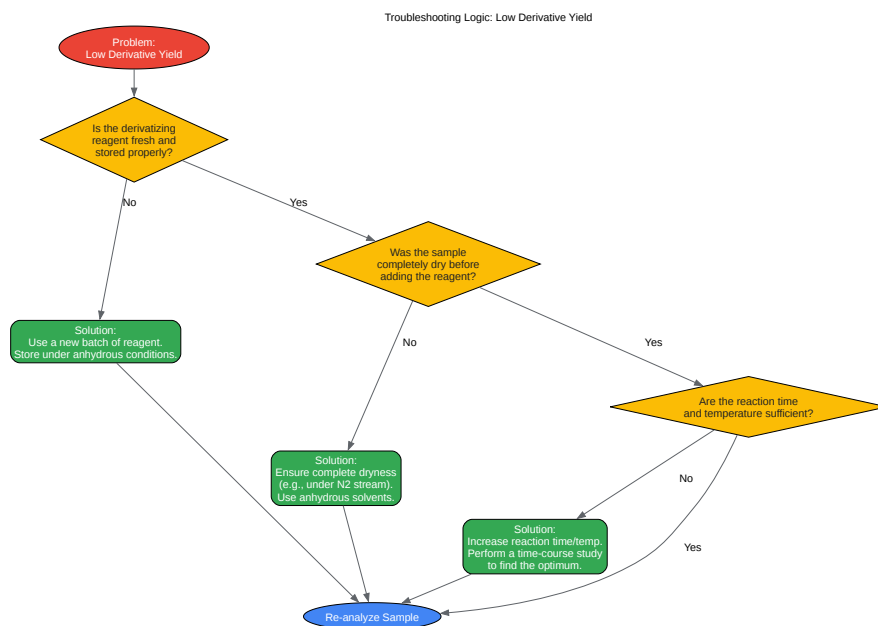 Troubleshooting Logic: Low Derivative Yield
Problem:
Low Derivative Yield
Is the derivatizing
reagent fresh and
stored properly?
No
Yes
Was the sample
completely dry before
adding the reagent?
Solution:
Use a new batch of reagent.
Store under anhydrous conditions.
No
Yes
Are the reaction time
and temperature sufficient?
Solution:
Ensure complete dryness
(e.g., under N2 stream).
Use anhydrous solvents.
No
Yes
Solution:
Increase reaction time/temp.
Perform a time-course study
to find the optimum.
Re-analyze Sample